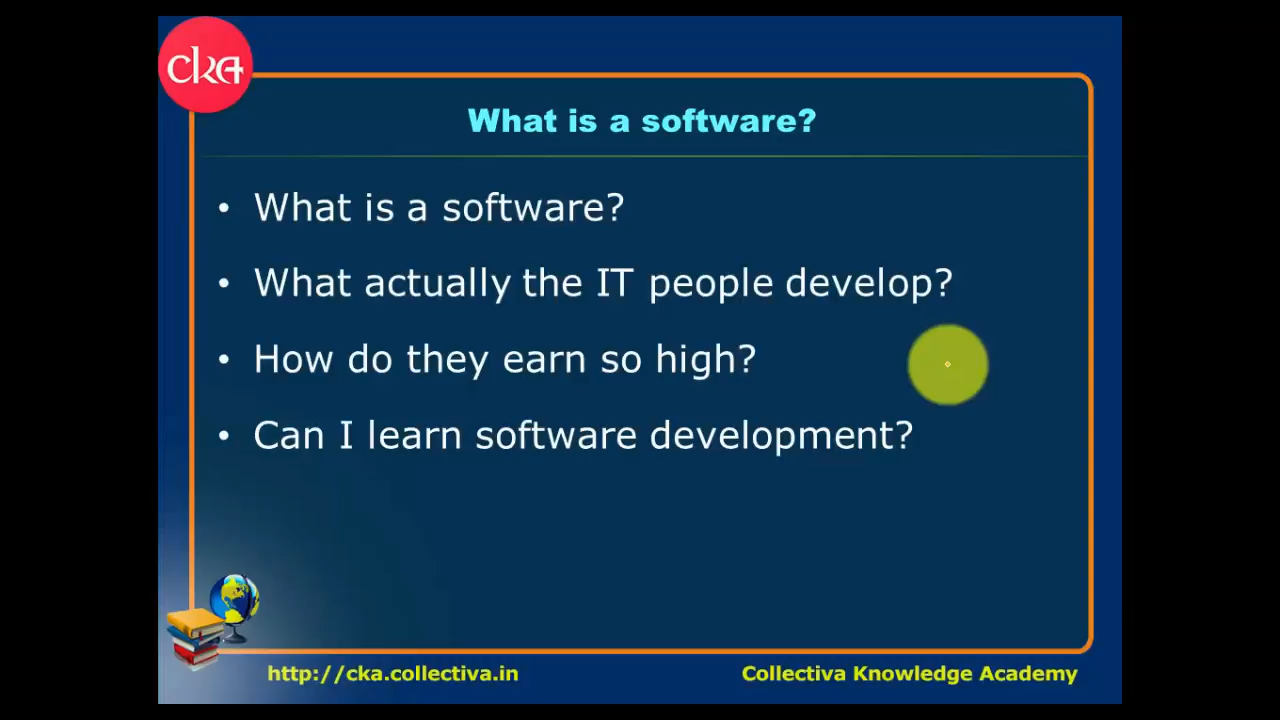 cka
What is a software?
• What is a software?
• What actually the IT people develop?
• How do they earn so high?
• Can I learn software development?
http://cka.collectiva.in
Collectiva Knowledge Academy